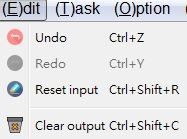 (E)dit (T)ask (O)ption (H
Undo Ctrl+Z
Redo Ctrl+Y
Reset input Ctrl+Shift+R
Clear output Ctrl+Shift+C